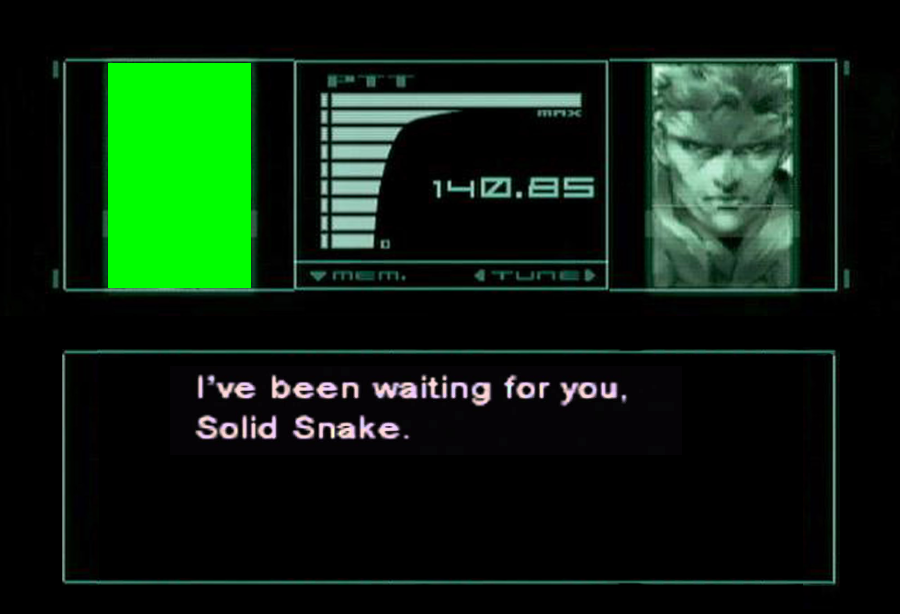 PTT
MAX
140.85
0
MEM.
TUNE
I've been waiting for you,
Solid Snake.